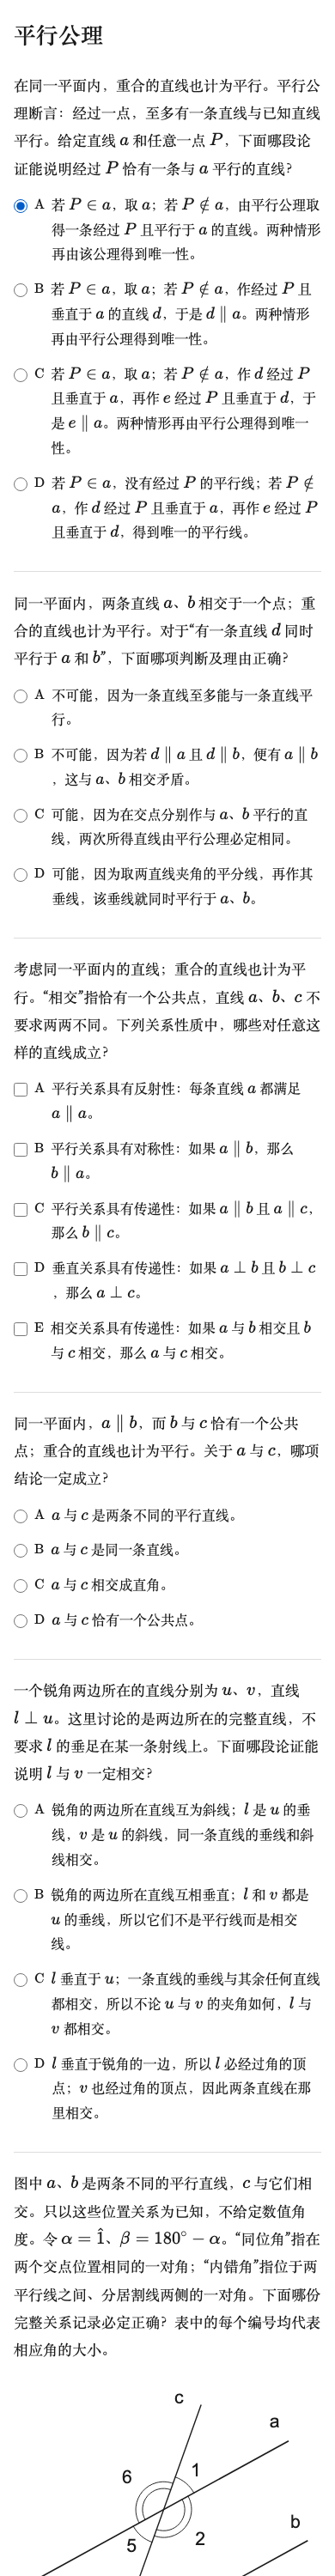 平行公理
在同一平面内，重合的直线也计为平行。平行公
理断言：经过一点，至多有一条直线与已知直线
平行。给定直线 a 和任意一点 P，下面哪段论
证能说明经过 P 恰有一条与 a 平行的直线？
A 若 P ∈ a，取 a；若 P ∉ a，由平行公理取
得一条经过 P 且平行于 a 的直线。两种情形
再由该公理得到唯一性。
B 若 P ∈ a，取 a；若 P ∉ a，作经过 P 且
垂直于 a 的直线 d，于是 d ∥ a。两种情形
再由平行公理得到唯一性。
C 若 P ∈ a，取 a；若 P ∉ a，作 d 经过 P
且垂直于 a，再作 e 经过 P 且垂直于 d，于
是 e ∥ a。两种情形再由平行公理得到唯一
性。
D 若 P ∈ a，没有经过 P 的平行线；若 P ∉
a，作 d 经过 P 且垂直于 a，再作 e 经过 P
且垂直于 d，得到唯一的平行线。
同一平面内，两条直线 a、b 相交于一个点；重
合的直线也计为平行。对于“有一条直线 d 同时
平行于 a 和 b”，下面哪项判断及理由正确？
A 不可能，因为一条直线至多能与一条直线平
行。
B 不可能，因为若 d ∥ a 且 d ∥ b，便有 a ∥ b
，这与 a、b 相交矛盾。
C 可能，因为在交点分别作与 a、b 平行的直
线，两次所得直线由平行公理必定相同。
D 可能，因为取两直线夹角的平分线，再作其
垂线，该垂线就同时平行于 a、b。
考虑同一平面内的直线；重合的直线也计为平
行。“相交”指恰有一个公共点，直线 a、b、c 不
要求两两不同。下列关系性质中，哪些对任意这
样的直线成立？
A 平行关系具有反射性：每条直线 a 都满足
a ∥ a。
B 平行关系具有对称性：如果 a ∥ b，那么
b ∥ a。
C 平行关系具有传递性：如果 a ∥ b 且 a ∥ c，
那么 b ∥ c。
D 垂直关系具有传递性：如果 a ⊥ b 且 b ⊥ c
，那么 a ⊥ c。
E 相交关系具有传递性：如果 a 与 b 相交且 b
与 c 相交，那么 a 与 c 相交。
同一平面内，a ∥ b，而 b 与 c 恰有一个公共
点；重合的直线也计为平行。关于 a 与 c，哪项
结论一定成立？
A a 与 c 是两条不同的平行直线。
B a 与 c 是同一条直线。
C a 与 c 相交成直角。
D a 与 c 恰有一个公共点。
一个锐角两边所在的直线分别为 u、v，直线
l ⊥ u。这里讨论的是两边所在的完整直线，不
要求 l 的垂足在某一条射线上。下面哪段论证能
说明 l 与 v 一定相交？
A 锐角的两边所在直线互为斜线；l 是 u 的垂
线，v 是 u 的斜线，同一条直线的垂线和斜
线相交。
B 锐角的两边所在直线互相垂直；l 和 v 都是
u 的垂线，所以它们不是平行线而是相交
线。
C l 垂直于 u；一条直线的垂线与其余任何直线
都相交，所以不论 u 与 v 的夹角如何，l 与
v 都相交。
D l 垂直于锐角的一边，所以 l 必经过角的顶
点；v 也经过角的顶点，因此两条直线在那
里相交。
图中 a、b 是两条不同的平行直线，c 与它们相
交。只以这些位置关系为已知，不给定数值角
度。令 α = 1̂、β = 180° − α。“同位角”指在
两个交点位置相同的一对角；“内错角”指位于两
平行线之间、分居割线两侧的一对角。下面哪份
完整关系记录必定正确？表中的每个编号均代表
相应角的大小。
c
a
6
1
b
5
2